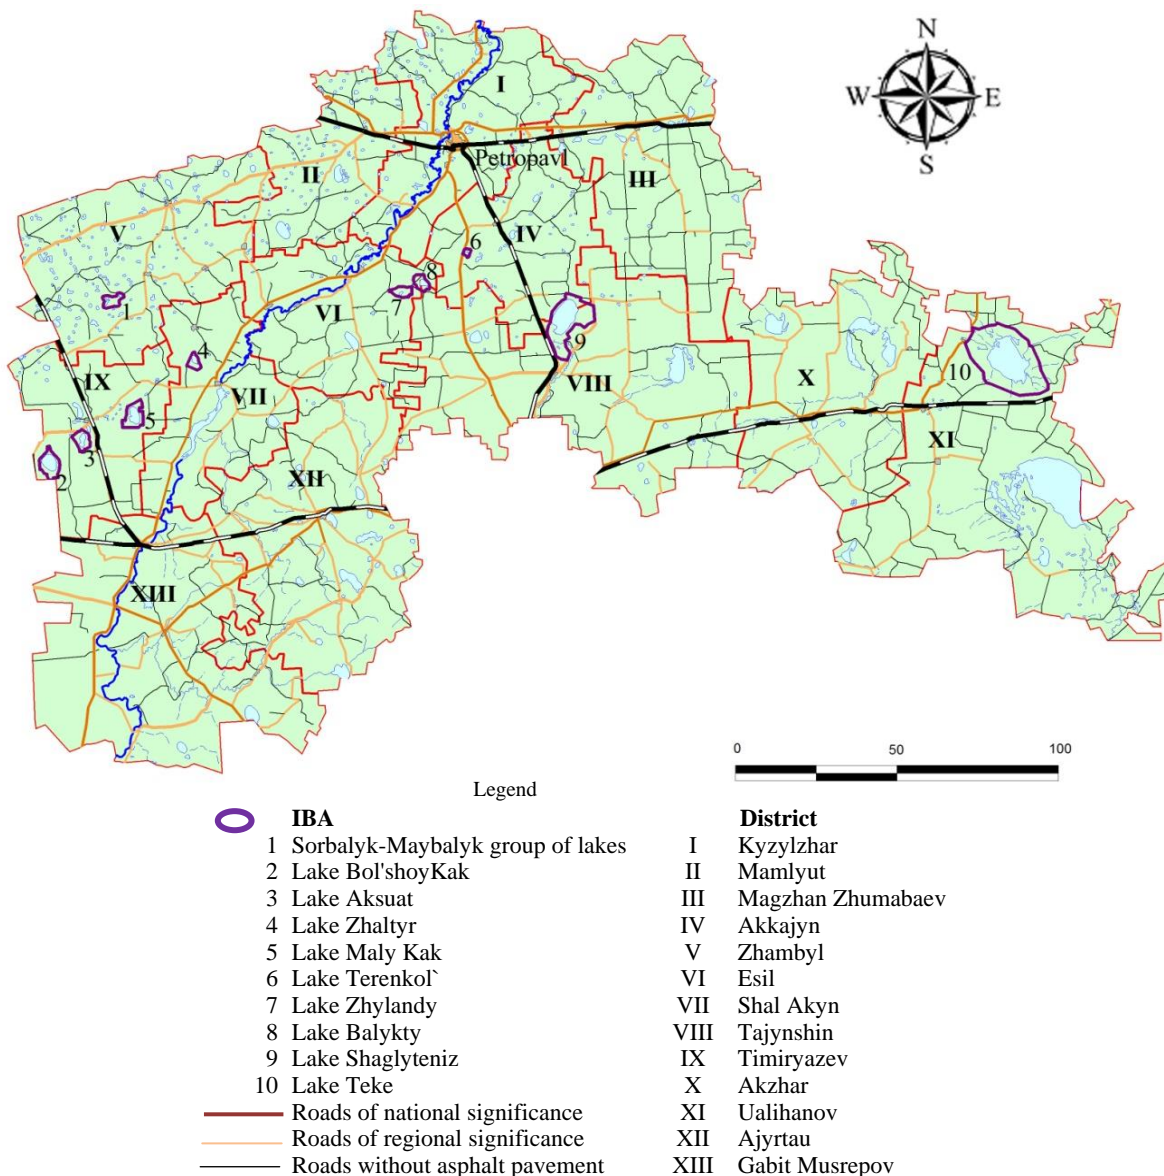 N
W E
S
I
Petropavl
II
III
V
IV
6
8
7
1
VI
9
4
IX
VII
VIII
X
10
5
3
2
XI
XII
XIII
0 50 100
Legend
IBA District
1 Sorbalyk-Maybalyk group of lakes I Kyzylzhar
2 Lake Bol'shoyKak II Mamlyut
3 Lake Aksuat III Magzhan Zhumabaev
4 Lake Zhaltyr IV Akkajyn
5 Lake Maly Kak V Zhambyl
6 Lake Terenkol` VI Esil
7 Lake Zhylandy VII Shal Akyn
8 Lake Balykty VIII Tajynshin
9 Lake Shaglyteniz IX Timiryazev
10 Lake Teke X Akzhar
Roads of national significance XI Ualihanov
Roads of regional significance XII Ajyrtau
Roads without asphalt pavement XIII Gabit Musrepov